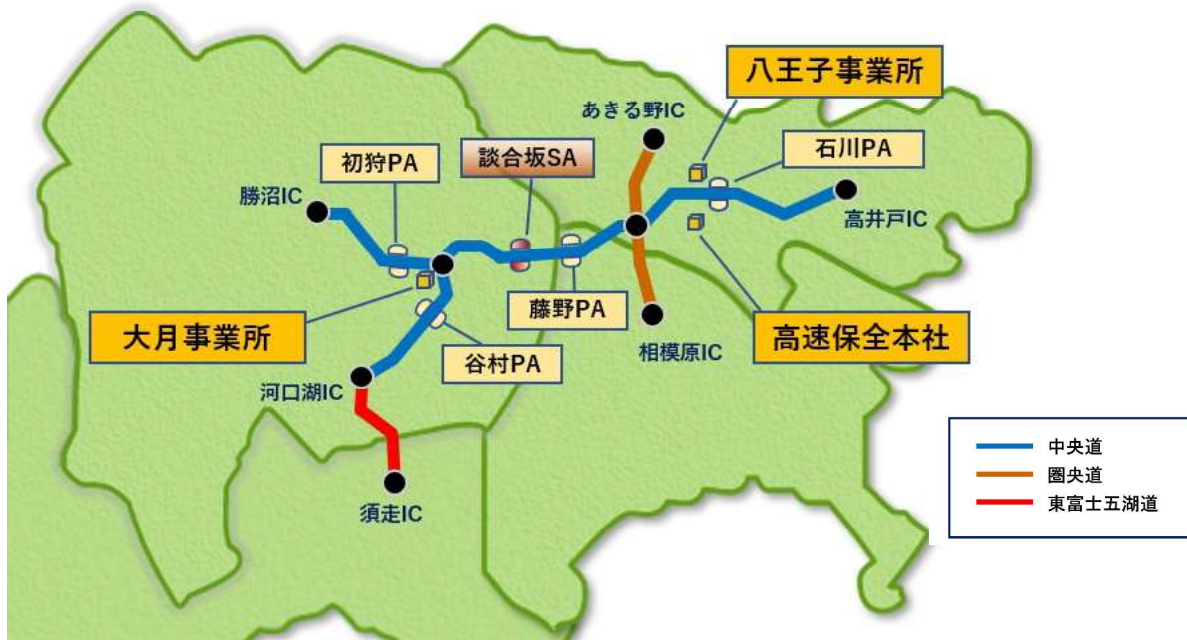 八王子事業所
あきる野IC
石川PA
談合坂SA
初狩PA
勝沼IC
高井戸IC
藤野PA
大月事業所
高速保全本社
相模原IC
谷村PA
河口湖IC
須走IC
中央道
圏央道
東富士五湖道